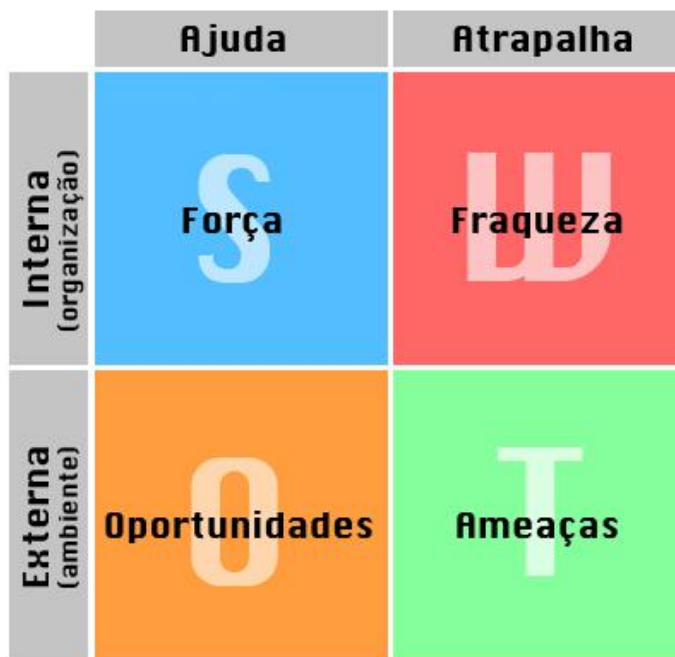 Ajuda
Atrapalha
Interna
(organização)
S
Força
W
Fraqueza
Externa
(ambiente)
O
Oportunidades
T
Ameaças